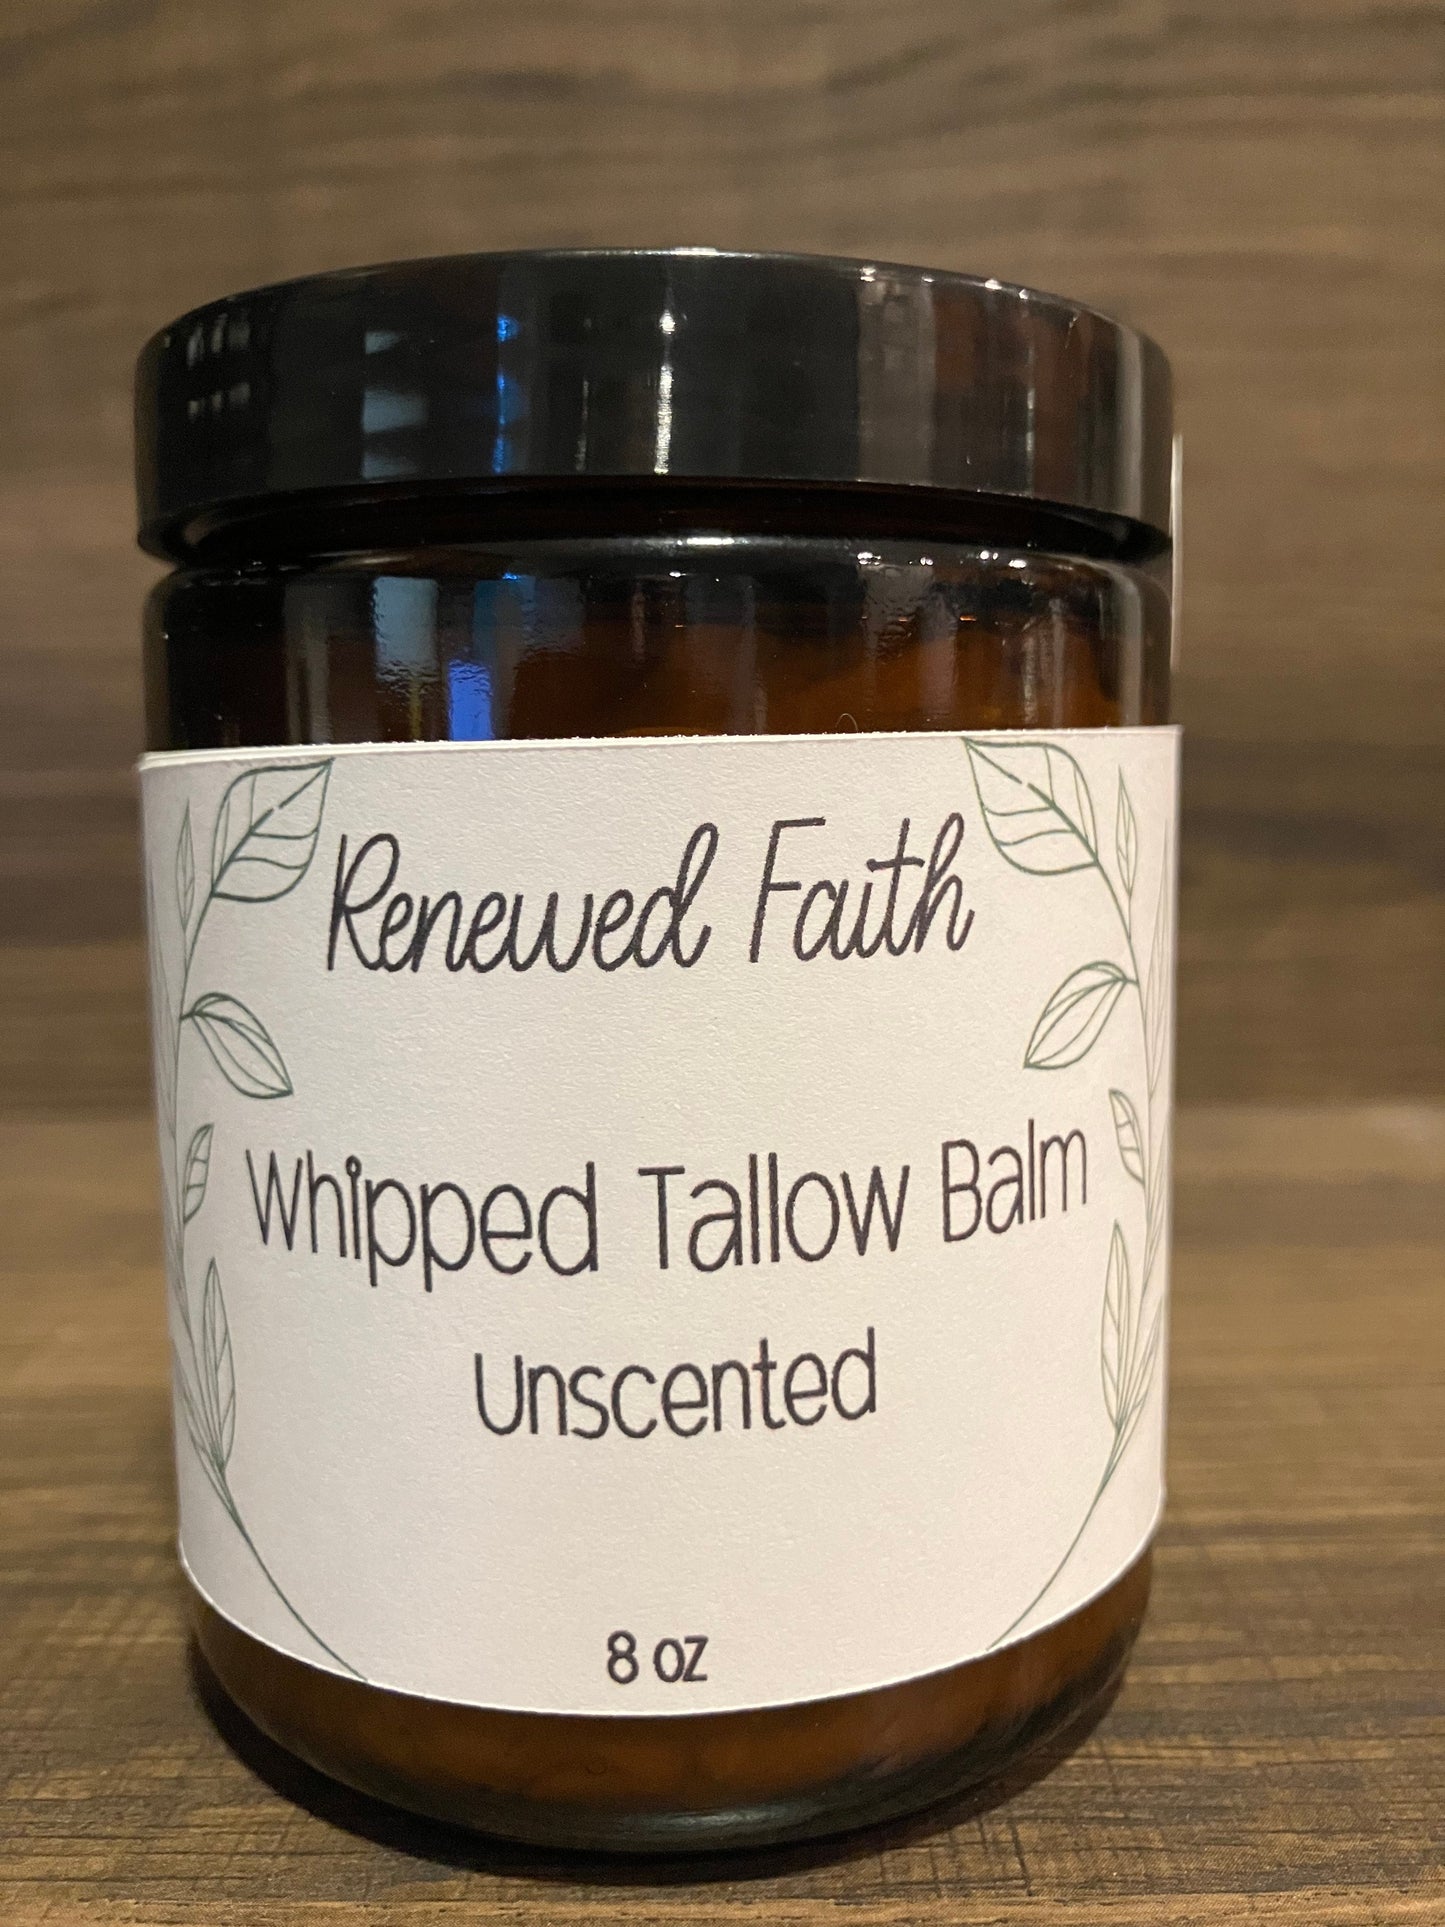 Renewed Faith
Whipped Tallow Balm
Unscented
8 oz